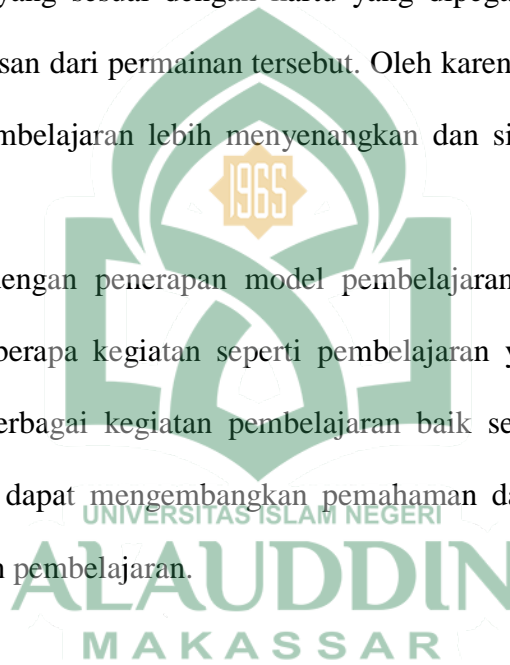 yang sesuai dengan kartu yang
san dari permainan tersebut. Oleh karen
mbelajaran lebih menyenangkan dan si
1965
engan penerapan model pembelajaran
berapa kegiatan seperti pembelajaran y
erbagai kegiatan pembelajaran baik se
dapat mengembangkan pemahaman da
UNIVERSITAS ISLAM NEGERI
n pembelajaran.
ALAUDDIN
MAKASSAR